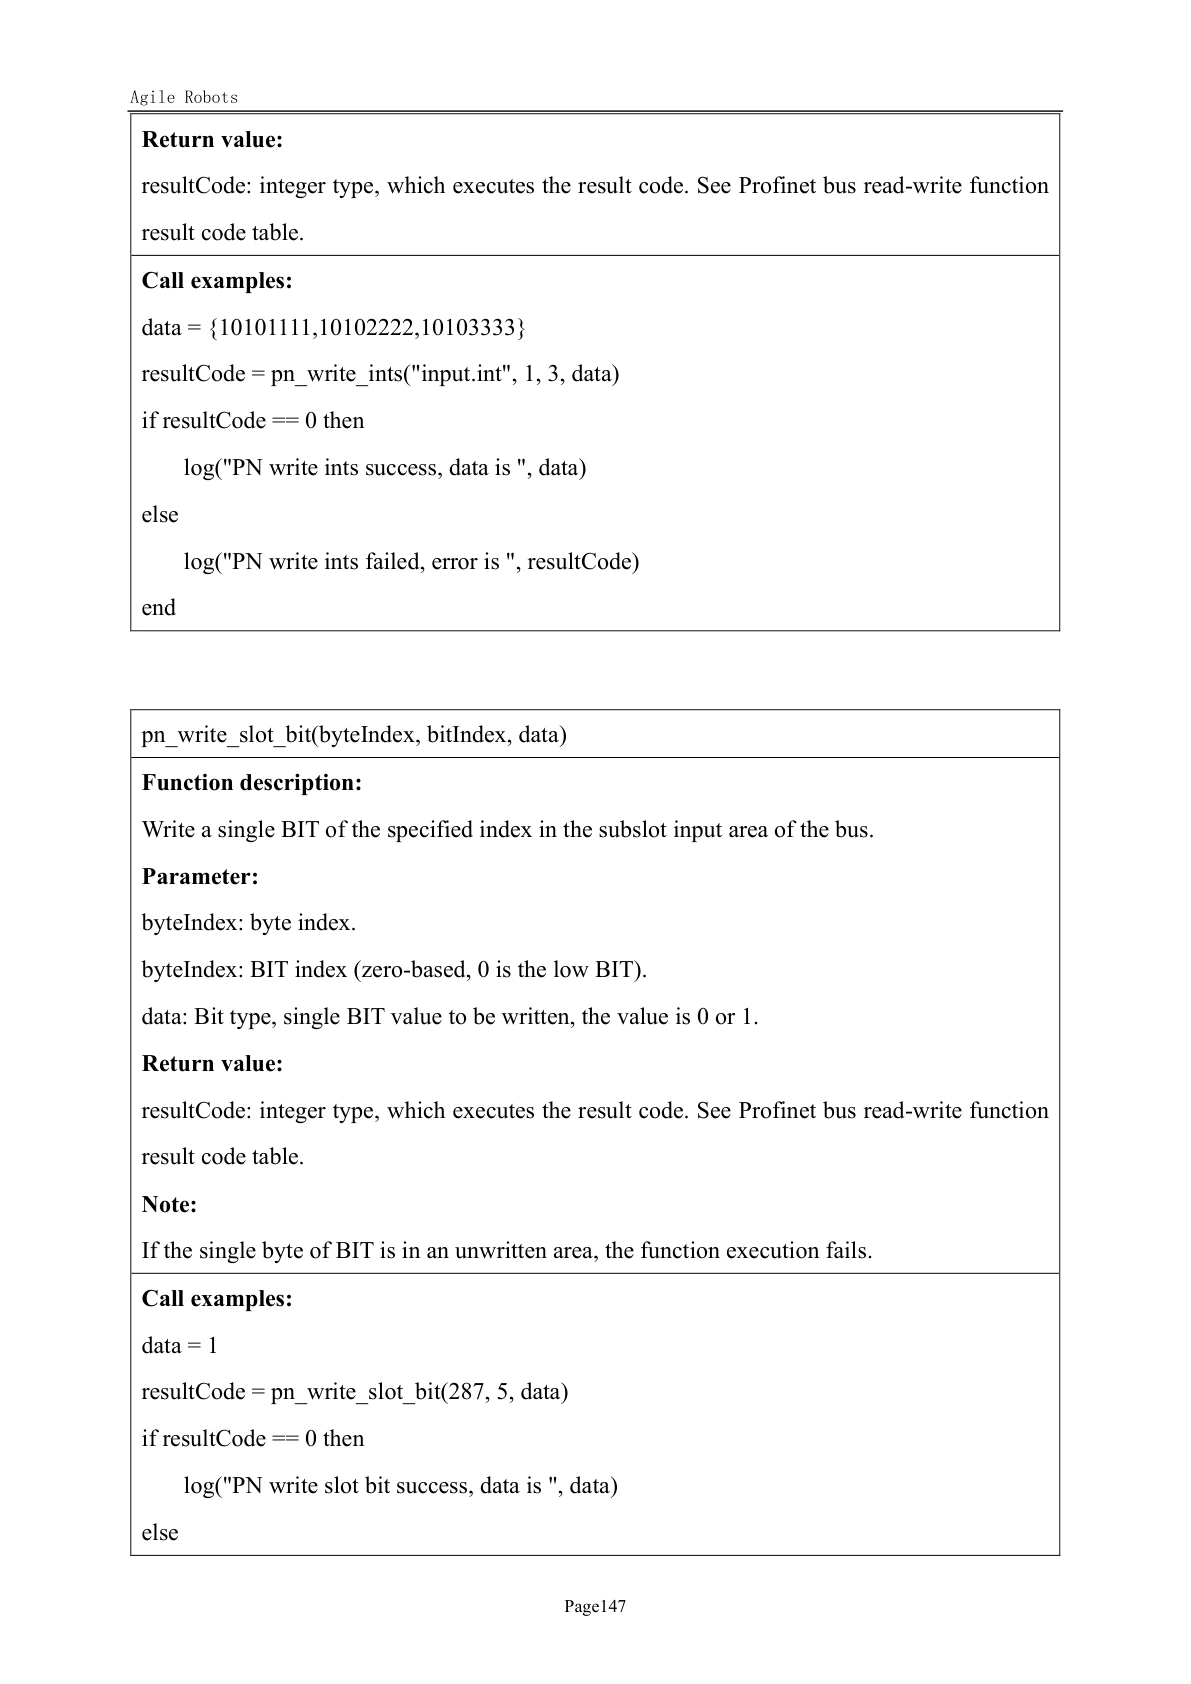 Agile Robots
Return value:
resultCode: integer type, which executes the result code. See Profinet bus read-write function
result code table.
Call examples:
data = {10101111,10102222,10103333}
resultCode = pn_write_ints("input.int", 1, 3, data)
if resultCode == 0 then
log("PN write ints success, data is ", data)
else
log("PN write ints failed, error is ", resultCode)
end
pn_write_slot_bit(byteIndex, bitIndex, data)
Function description:
Write a single BIT of the specified index in the subslot input area of the bus.
Parameter:
byteIndex: byte index.
byteIndex: BIT index (zero-based, 0 is the low BIT).
data: Bit type, single BIT value to be written, the value is 0 or 1.
Return value:
resultCode: integer type, which executes the result code. See Profinet bus read-write function
result code table.
Note:
If the single byte of BIT is in an unwritten area, the function execution fails.
Call examples:
data = 1
resultCode = pn_write_slot_bit(287, 5, data)
if resultCode == 0 then
log("PN write slot bit success, data is ", data)
else
Page147